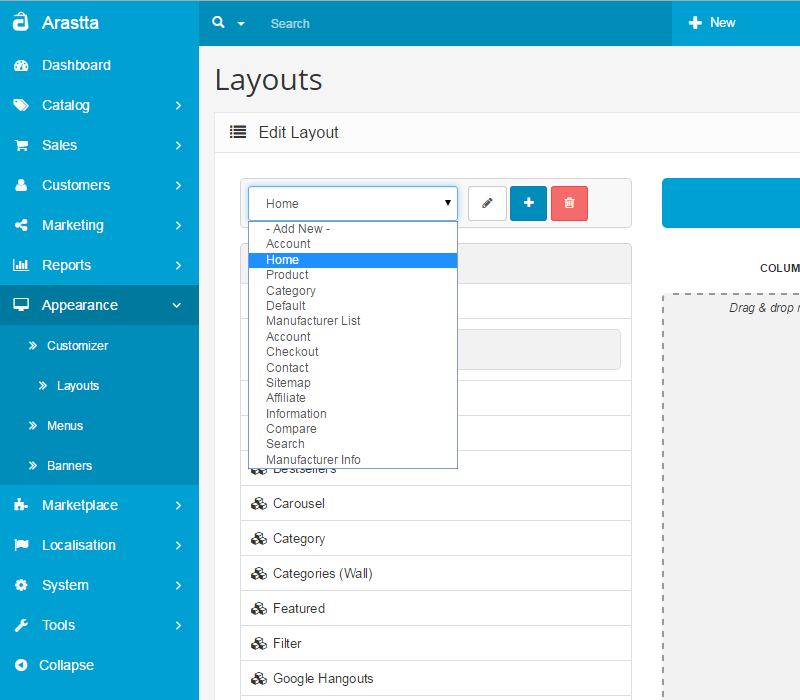 Arastta
Search
New
Dashboard
Catalog
Sales
Customers
Marketing
Reports
Appearance
Customizer
Layouts
Menus
Banners
Marketplace
Localisation
System
Tools
Collapse
Layouts
Edit Layout
Home
- Add New -
Account
Home
Product
Category
Default
Manufacturer List
Account
Checkout
Contact
Sitemap
Affiliate
Information
Compare
Search
Manufacturer Info
Bestsellers
Carousel
Category
Categories (Wall)
Featured
Filter
Google Hangouts
COLUM
Drag & drop